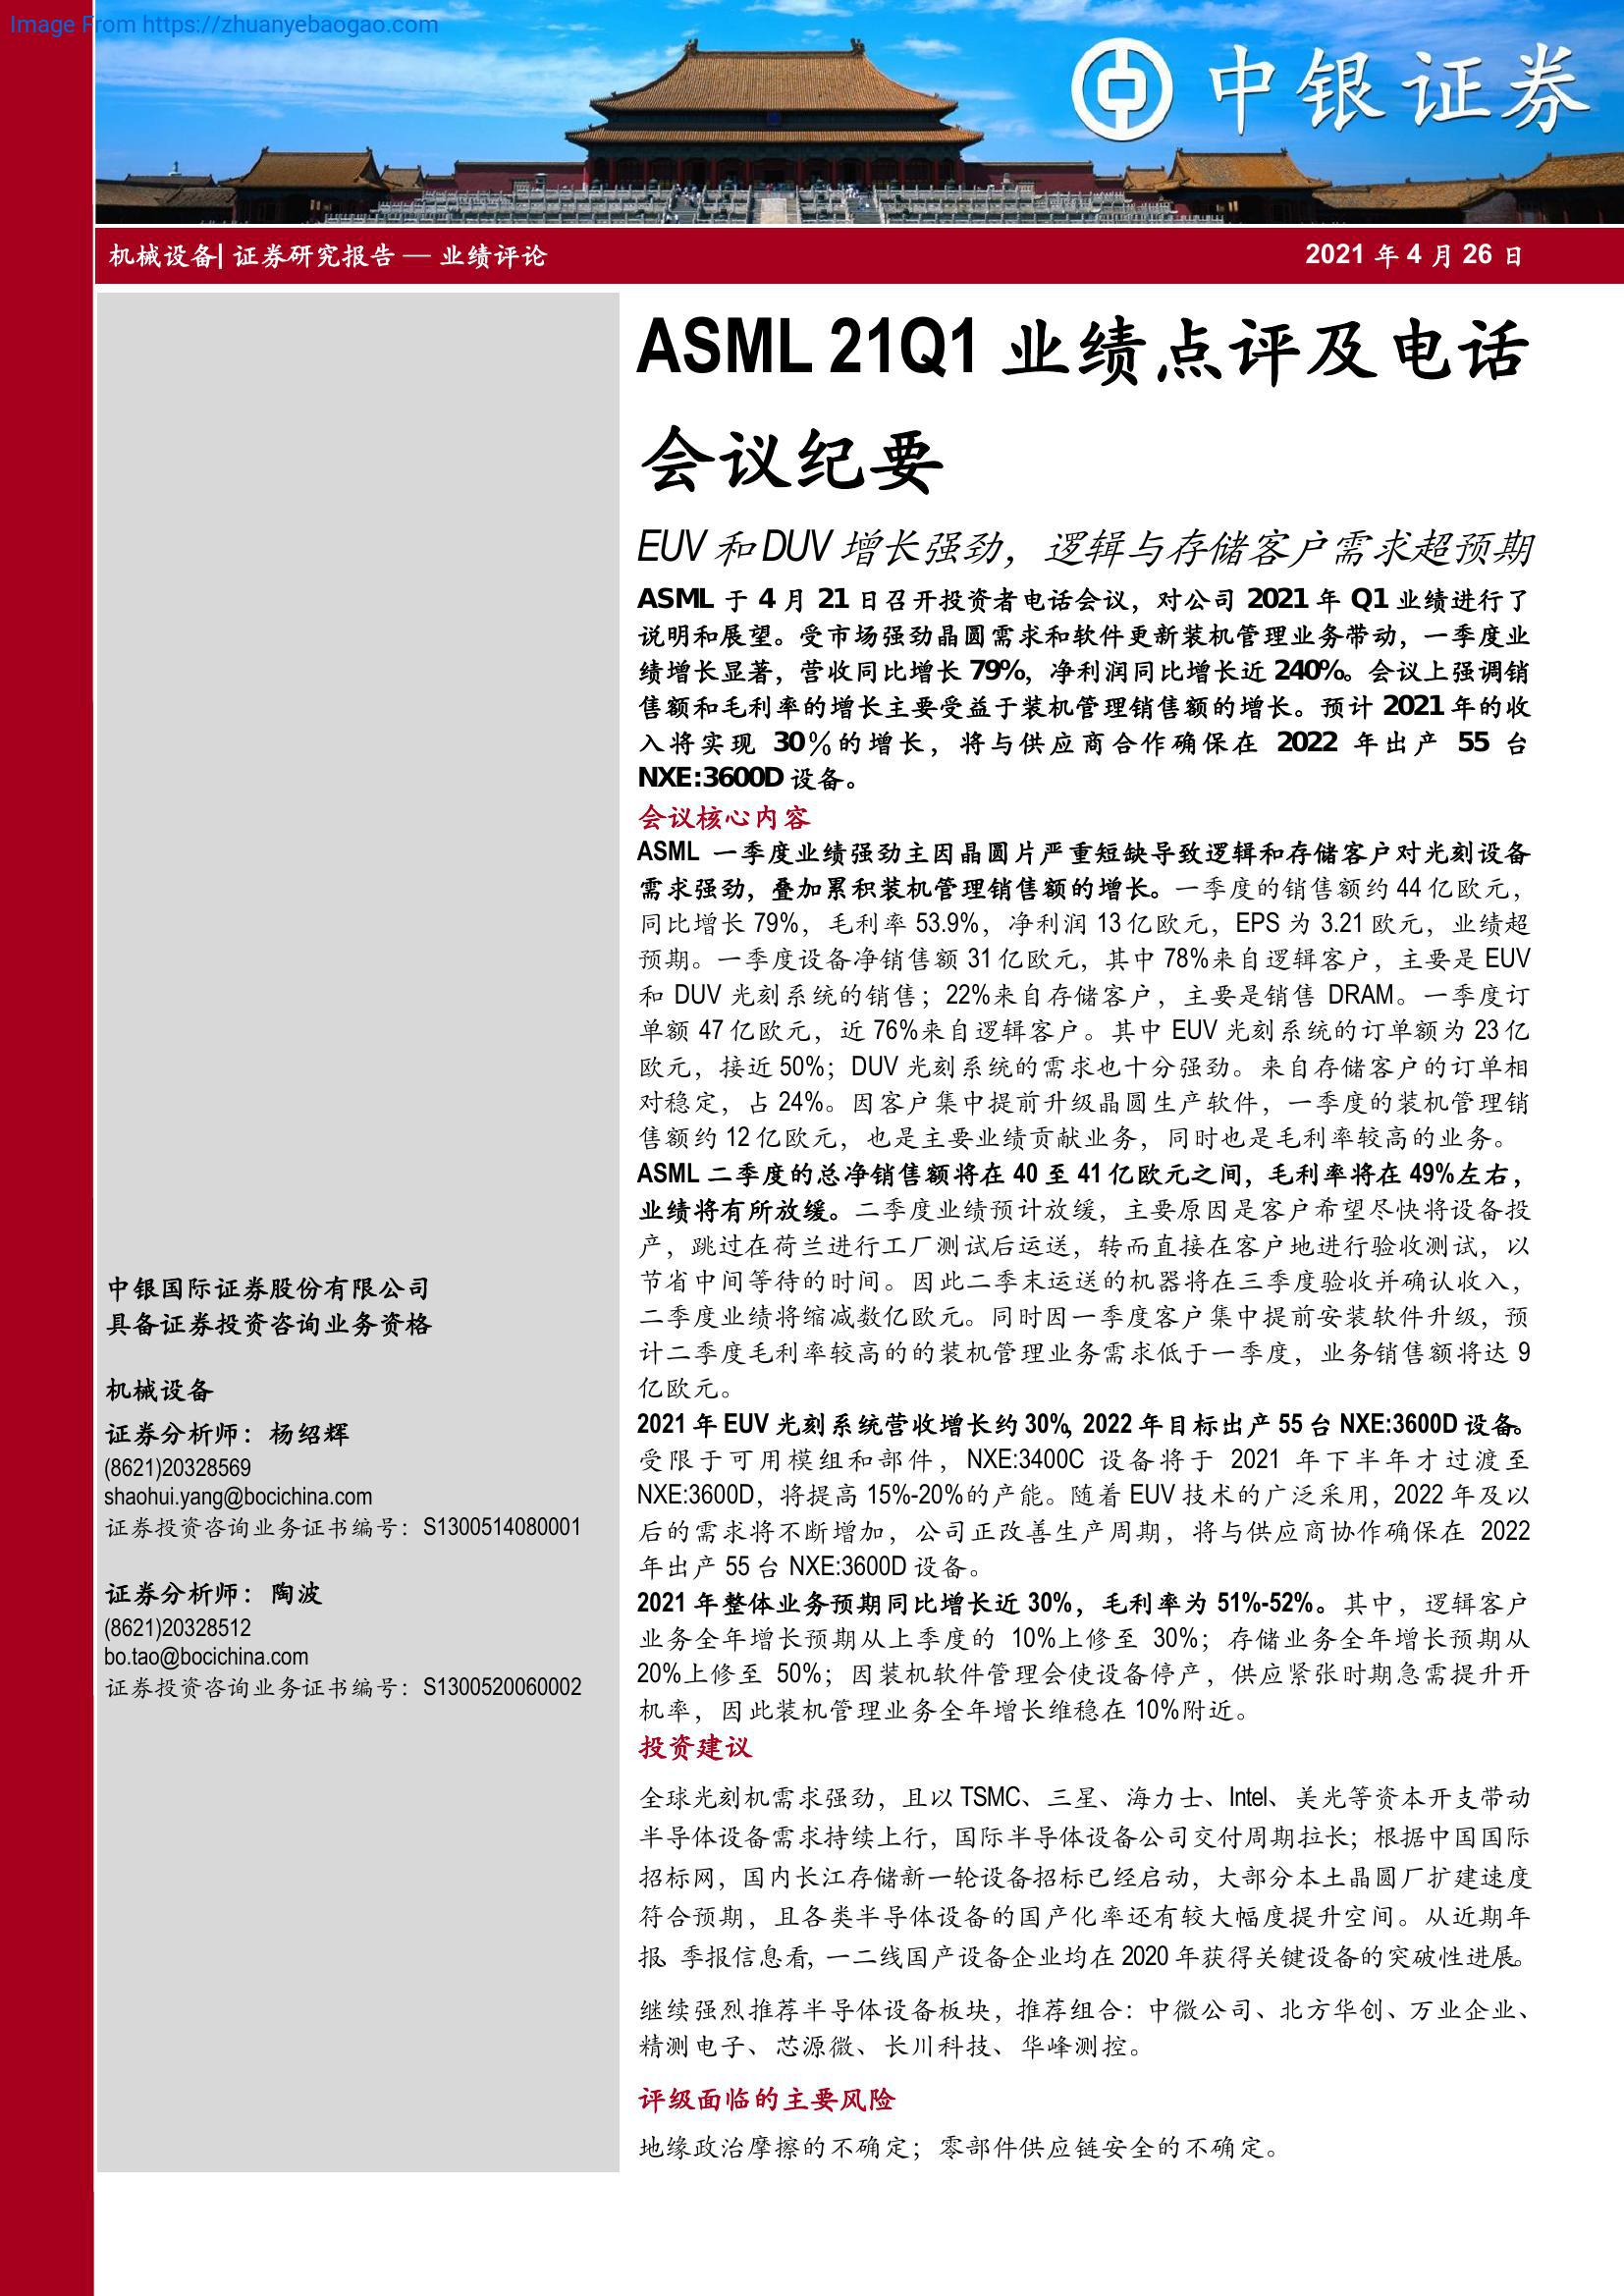 Image From https://zhuanyebaogao.com
中银证券
机械设备| 证券研究报告 — 业绩评论
2021 年 4 月 26 日
ASML 21Q1 业绩点评及电话
会议纪要
EUV 和 DUV 增长强劲，逻辑与存储客户需求超预期
ASML 于 4 月 21 日召开投资者电话会议，对公司 2021 年 Q1 业绩进行了
说明和展望。受市场强劲晶圆需求和软件更新装机管理业务带动，一季度业
绩增长显著，营收同比增长 79%，净利润同比增长近 240%。会议上强调销
售额和毛利率的增长主要受益于装机管理销售额的增长。预计 2021 年的收
入将实现 30％的增长，将与供应商合作确保在 2022 年出产 55 台
NXE:3600D 设备。
会议核心内容
ASML 一季度业绩强劲主因晶圆片严重短缺导致逻辑和存储客户对光刻设备
需求强劲，叠加累积装机管理销售额的增长。一季度的销售额约 44 亿欧元，
同比增长 79%，毛利率 53.9%，净利润 13 亿欧元，EPS 为 3.21 欧元，业绩超
预期。一季度设备净销售额 31 亿欧元，其中 78%来自逻辑客户，主要是 EUV
和 DUV 光刻系统的销售；22%来自存储客户，主要是销售 DRAM。一季度订
单额 47 亿欧元，近 76%来自逻辑客户。其中 EUV 光刻系统的订单额为 23 亿
欧元，接近 50%；DUV 光刻系统的需求也十分强劲。来自存储客户的订单相
对稳定，占 24%。因客户集中提前升级晶圆生产软件，一季度的装机管理销
售额约 12 亿欧元，也是主要业绩贡献业务，同时也是毛利率较高的业务。
ASML 二季度的总净销售额将在 40 至 41 亿欧元之间，毛利率将在 49%左右，
业绩将有所放缓。二季度业绩预计放缓，主要原因是客户希望尽快将设备投
产，跳过在荷兰进行工厂测试后运送，转而直接在客户地进行验收测试，以
节省中间等待的时间。因此二季末运送的机器将在三季度验收并确认收入，
二季度业绩将缩减数亿欧元。同时因一季度客户集中提前安装软件升级，预
计二季度毛利率较高的的装机管理业务需求低于一季度，业务销售额将达 9
亿欧元。
2021 年 EUV 光刻系统营收增长约 30%，2022 年目标出产 55 台 NXE:3600D 设备。
受限于可用模组和部件，NXE:3400C 设备将于 2021 年下半年才过渡至
NXE:3600D，将提高 15%-20%的产能。随着 EUV 技术的广泛采用，2022 年及以
后的需求将不断增加，公司正改善生产周期，将与供应商协作确保在 2022
年出产 55 台 NXE:3600D 设备。
2021 年整体业务预期同比增长近 30%，毛利率为 51%-52%。其中，逻辑客户
业务全年增长预期从上季度的 10%上修至 30%；存储业务全年增长预期从
20%上修至 50%；因装机软件管理会使设备停产，供应紧张时期急需提升开
机率，因此装机管理业务全年增长维稳在 10%附近。
投资建议
全球光刻机需求强劲，且以 TSMC、三星、海力士、Intel、美光等资本开支带动
半导体设备需求持续上行，国际半导体设备公司交付周期拉长；根据中国国际
招标网，国内长江存储新一轮设备招标已经启动，大部分本土晶圆厂扩建速度
符合预期，且各类半导体设备的国产化率还有较大幅度提升空间。从近期年
报、季报信息看，一二线国产设备企业均在 2020 年获得关键设备的突破性进展。
继续强烈推荐半导体设备板块，推荐组合：中微公司、北方华创、万业企业、
精测电子、芯源微、长川科技、华峰测控。
评级面临的主要风险
地缘政治摩擦的不确定；零部件供应链安全的不确定。
中银国际证券股份有限公司
具备证券投资咨询业务资格
机械设备
证券分析师：杨绍辉
(8621)20328569
shaohui.yang@bocichina.com
证券投资咨询业务证书编号：S1300514080001
证券分析师：陶波
(8621)20328512
bo.tao@bocichina.com
证券投资咨询业务证书编号：S1300520060002